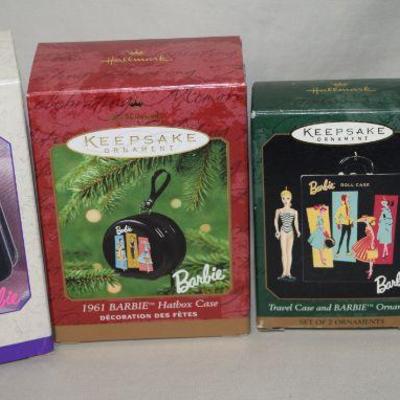 Hallmark
KEEPSAKE
ORNAMENT
Barbie
1961 BARBIE™ Hatbox Case
DÉCORATION DES FÊTES
Hallmark
KEEPSAKE
ORNAMENT
Barbie
DOLL CASE
Travel Case and BARBIE™
SET OF 2 ORNAMENTS